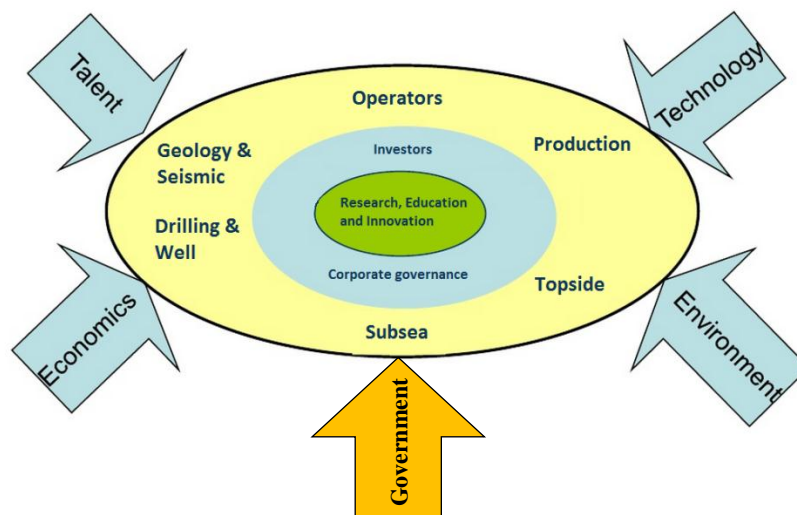 Talent
Technology
Operators
Geology &
Seismic
Investors
Production
Research, Education
and Innovation
Drilling &
Well
Corporate governance
Topside
Economics
Subsea
Environment
Government